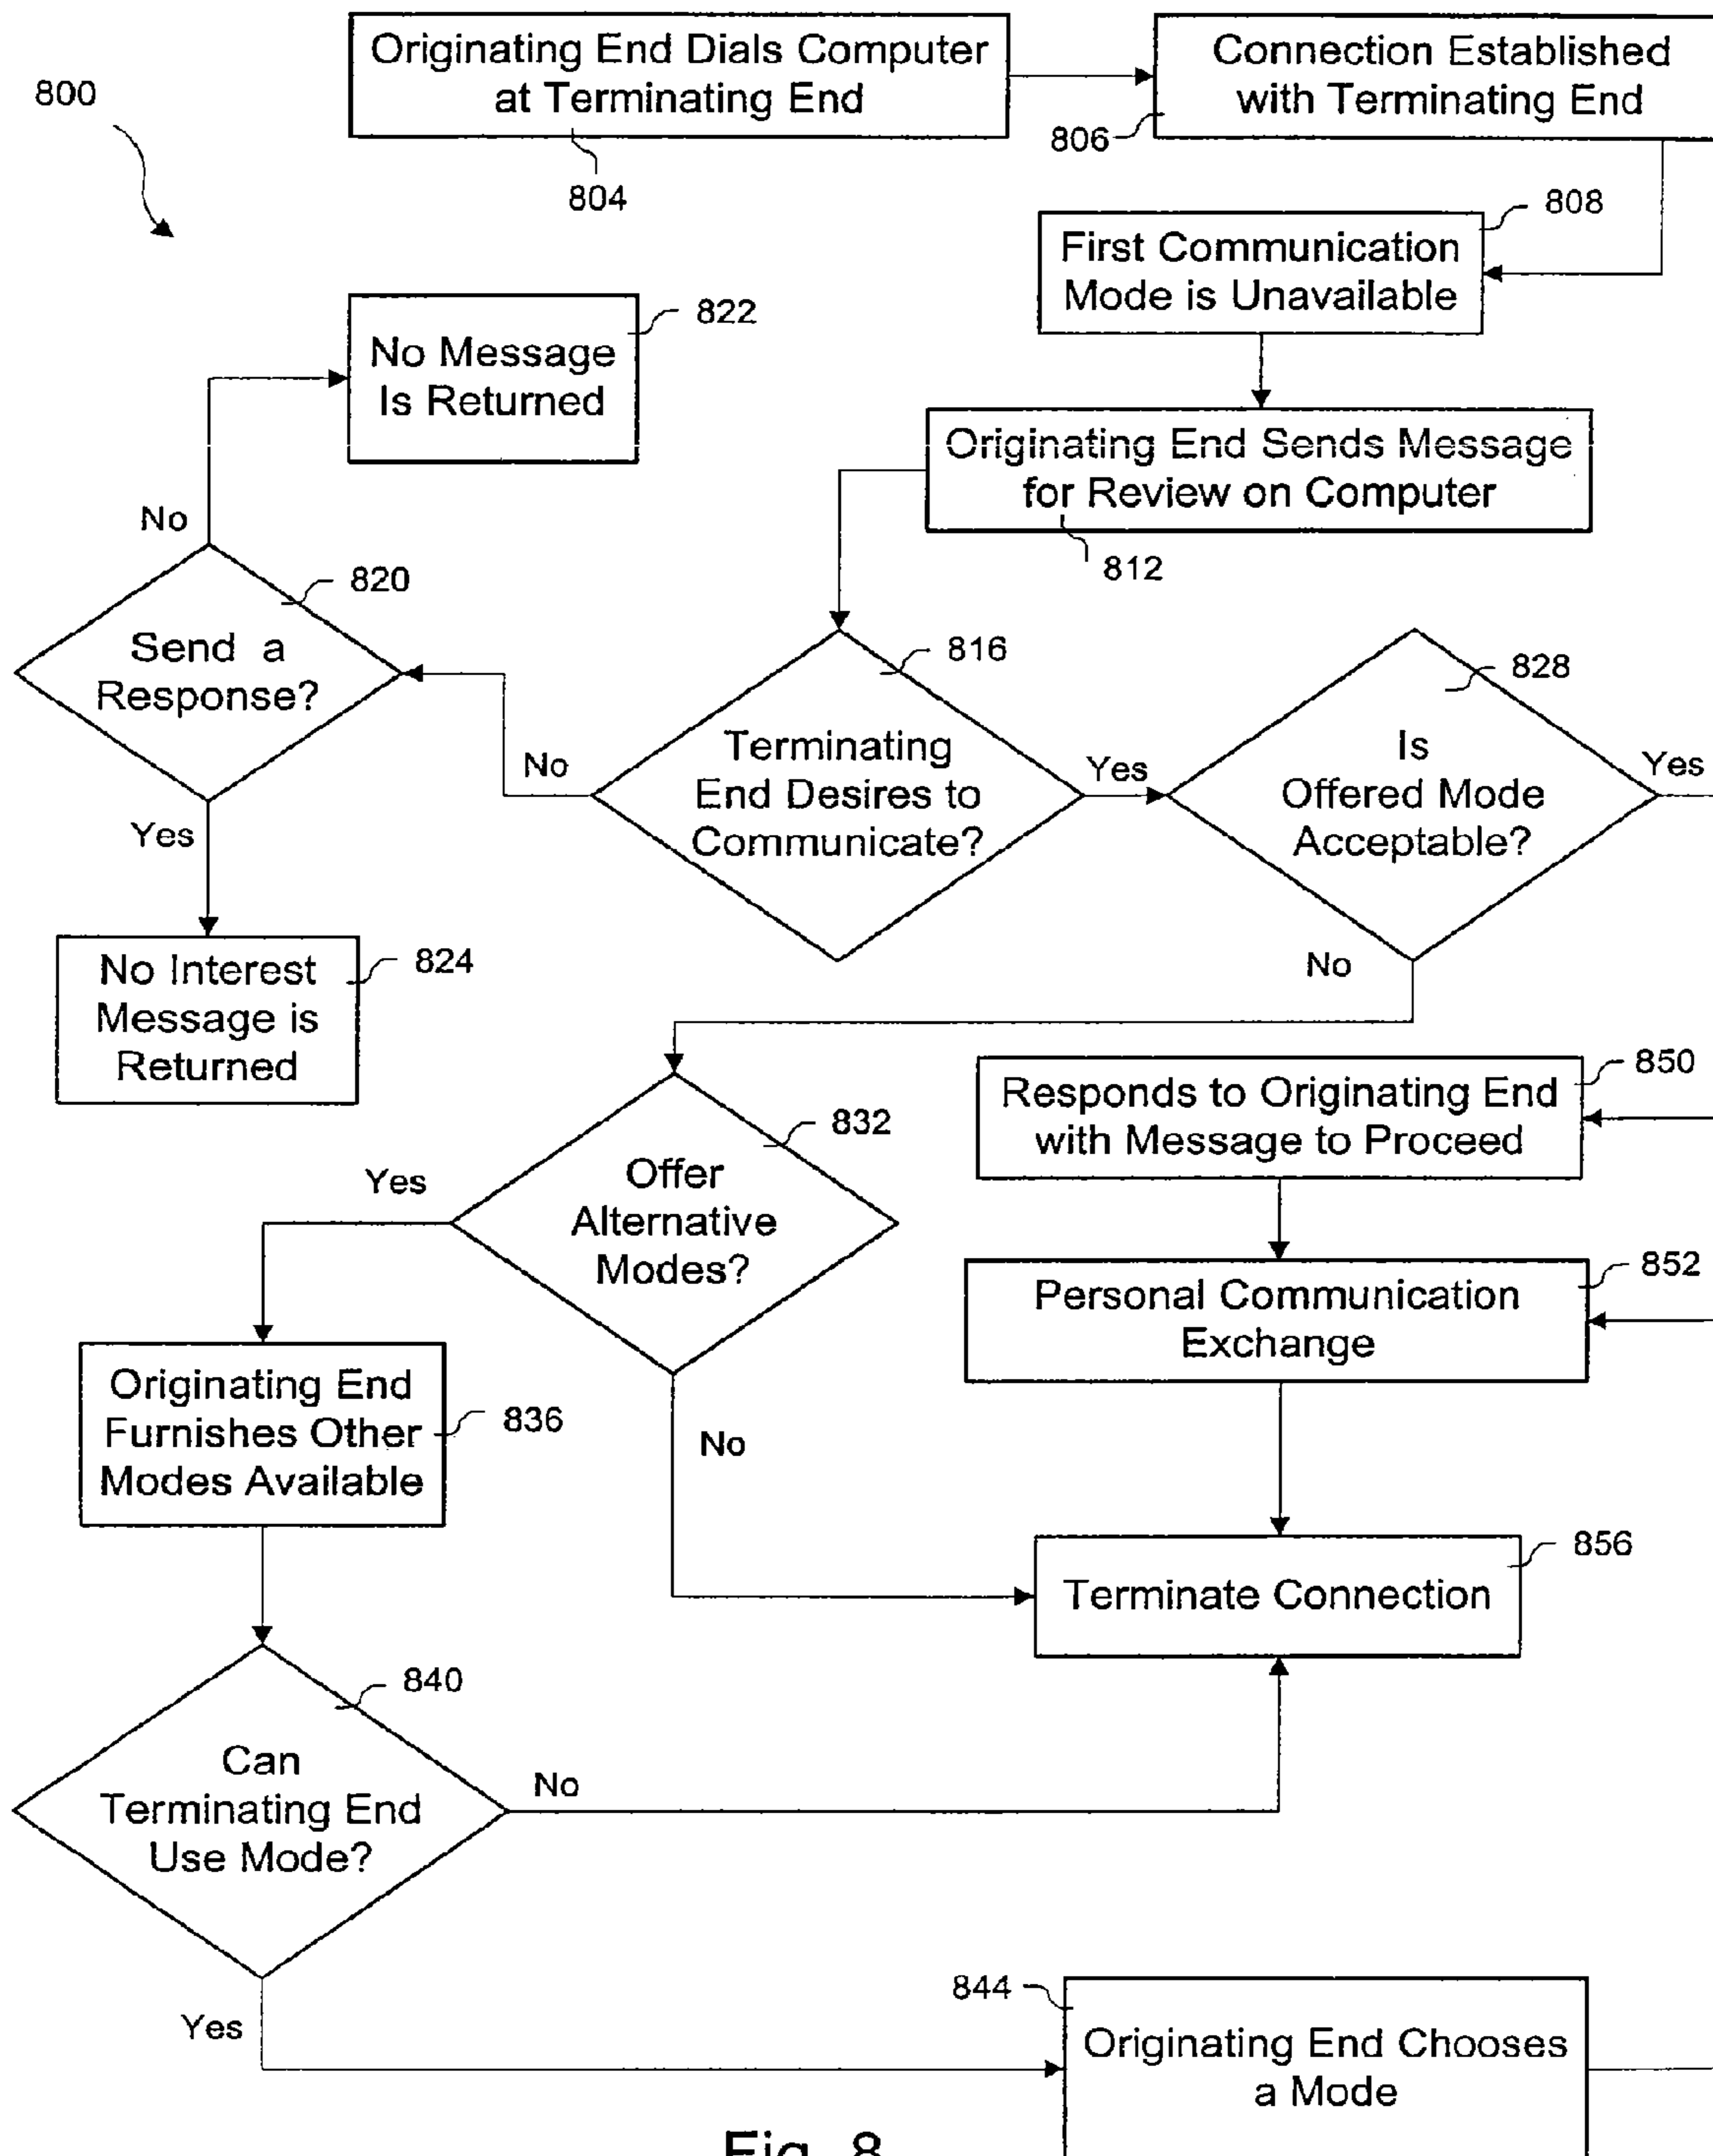 800
Originating End Dials Computer
at Terminating End
804
Connection Established
with Terminating End
806
808
First Communication
Mode is Unavailable
822
No Message
Is Returned
Originating End Sends Message
for Review on Computer
812
No
820
Send a
Response?
Yes
816
Terminating
End Desires to
Communicate?
No
Yes
828
Is
Offered Mode
Acceptable?
Yes
No
824
No Interest
Message is
Returned
832
Offer
Alternative
Modes?
Yes
No
850
Responds to Originating End
with Message to Proceed
852
Personal Communication
Exchange
Originating End
Furnishes Other
Modes Available
836
856
Terminate Connection
840
Can
Terminating End
Use Mode?
No
Yes
844
Originating End Chooses
a Mode
Fig. 8